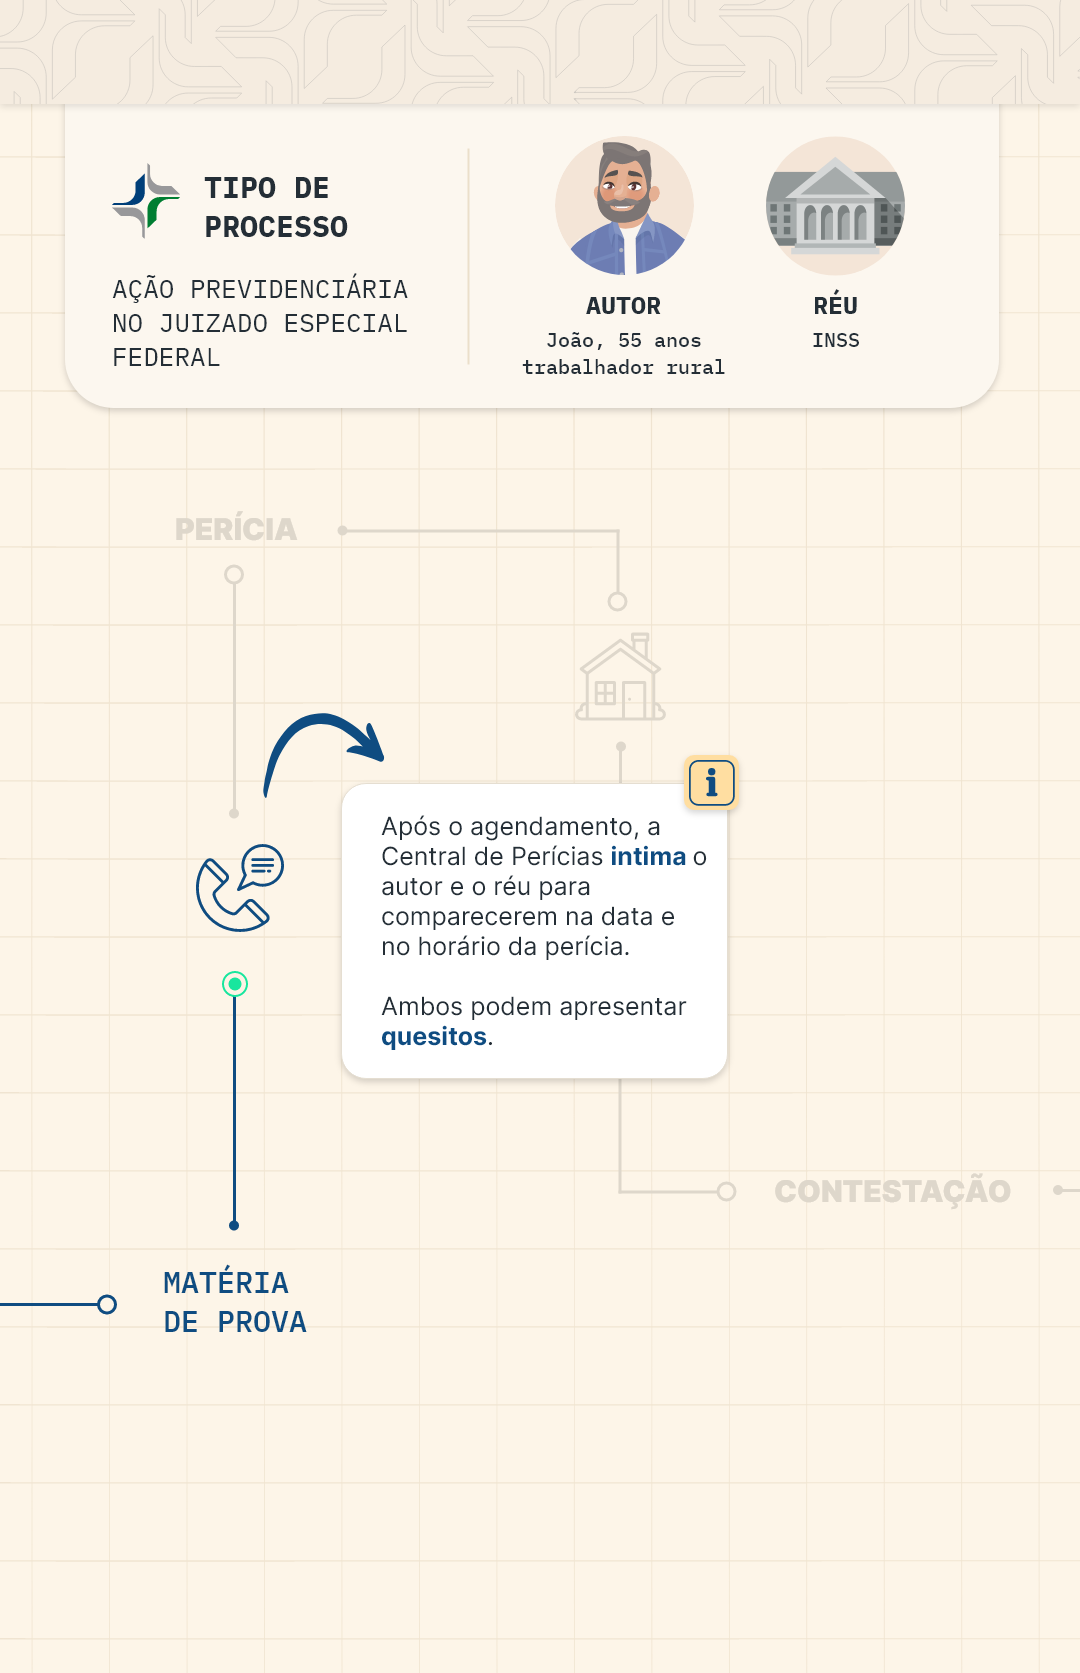 TIPO DE
PROCESSO
AÇÃO PREVIDENCIÁRIA
NO JUIZADO ESPECIAL
FEDERAL
AUTOR
João, 55 anos
trabalhador rural
RÉU
INSS
PERÍCIA
i
Após o agendamento, a
Central de Perícias intima o
autor e o réu para
comparecerem na data e
no horário da perícia.
Ambos podem apresentar
quesitos.
CONTESTAÇÃO
MATÉRIA
DE PROVA